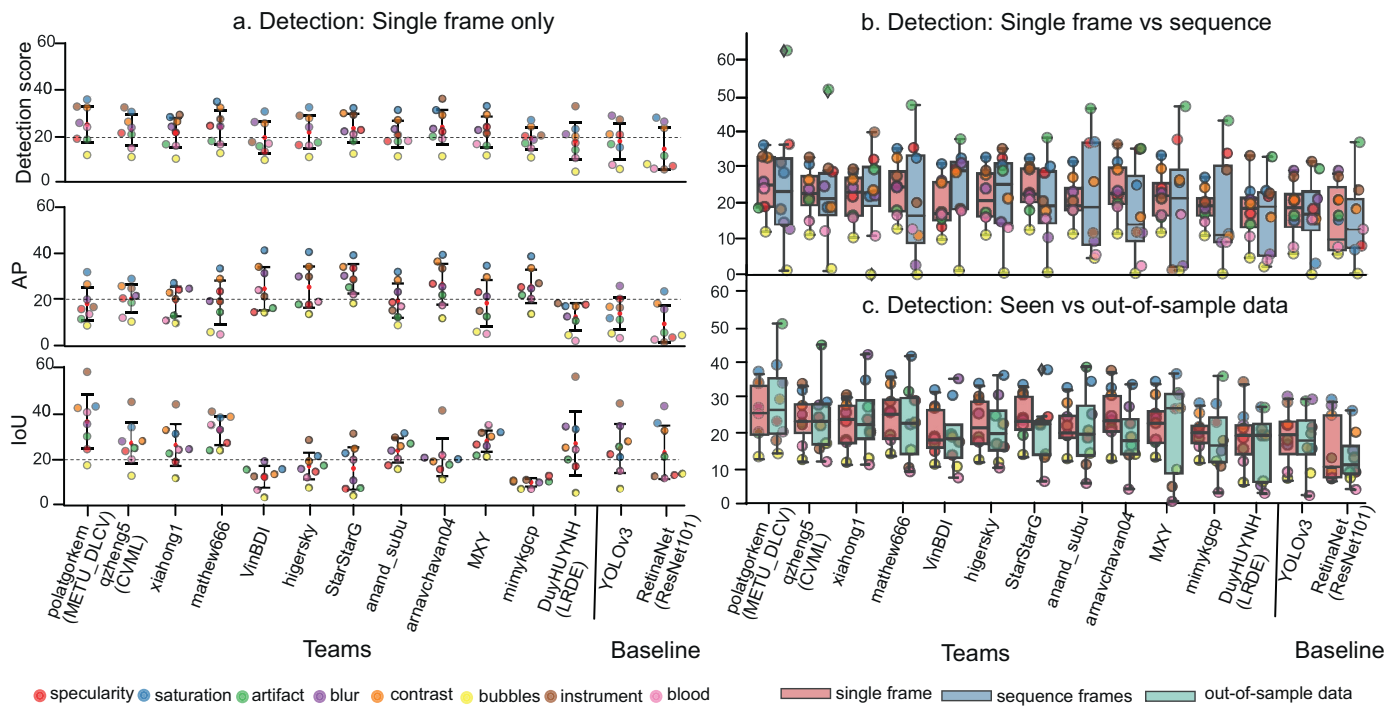 a. Detection: Single frame only
Detection score
60
40
20
0
AP
60
40
20
0
IoU
60
40
20
0
polatgorkem
(METU_DLCV)
qzheng5
(CVML)
xiahong1
mathew666
VinBDI
higersky
StarStarG
anand_subu
arnavchavan04
MXY
mimykgcp
DuyHUYNH
(LRDE)
YOLOv3
RetinaNet
(ResNet101)
Teams
Baseline
b. Detection: Single frame vs sequence
60
50
40
30
20
10
0
c. Detection: Seen vs out-of-sample data
50
40
30
20
10
0
polatgorkem
(METU_DLCV)
qzheng5
(CVML)
xiahong1
mathew666
VinBDI
higersky
StarStarG
anand_subu
arnavchavan04
MXY
mimykgcp
DuyHUYNH
(LRDE)
YOLOv3
RetinaNet
(ResNet101)
Teams
Baseline
specularity saturation artifact blur contrast bubbles instrument blood
single frame sequence frames out-of-sample data